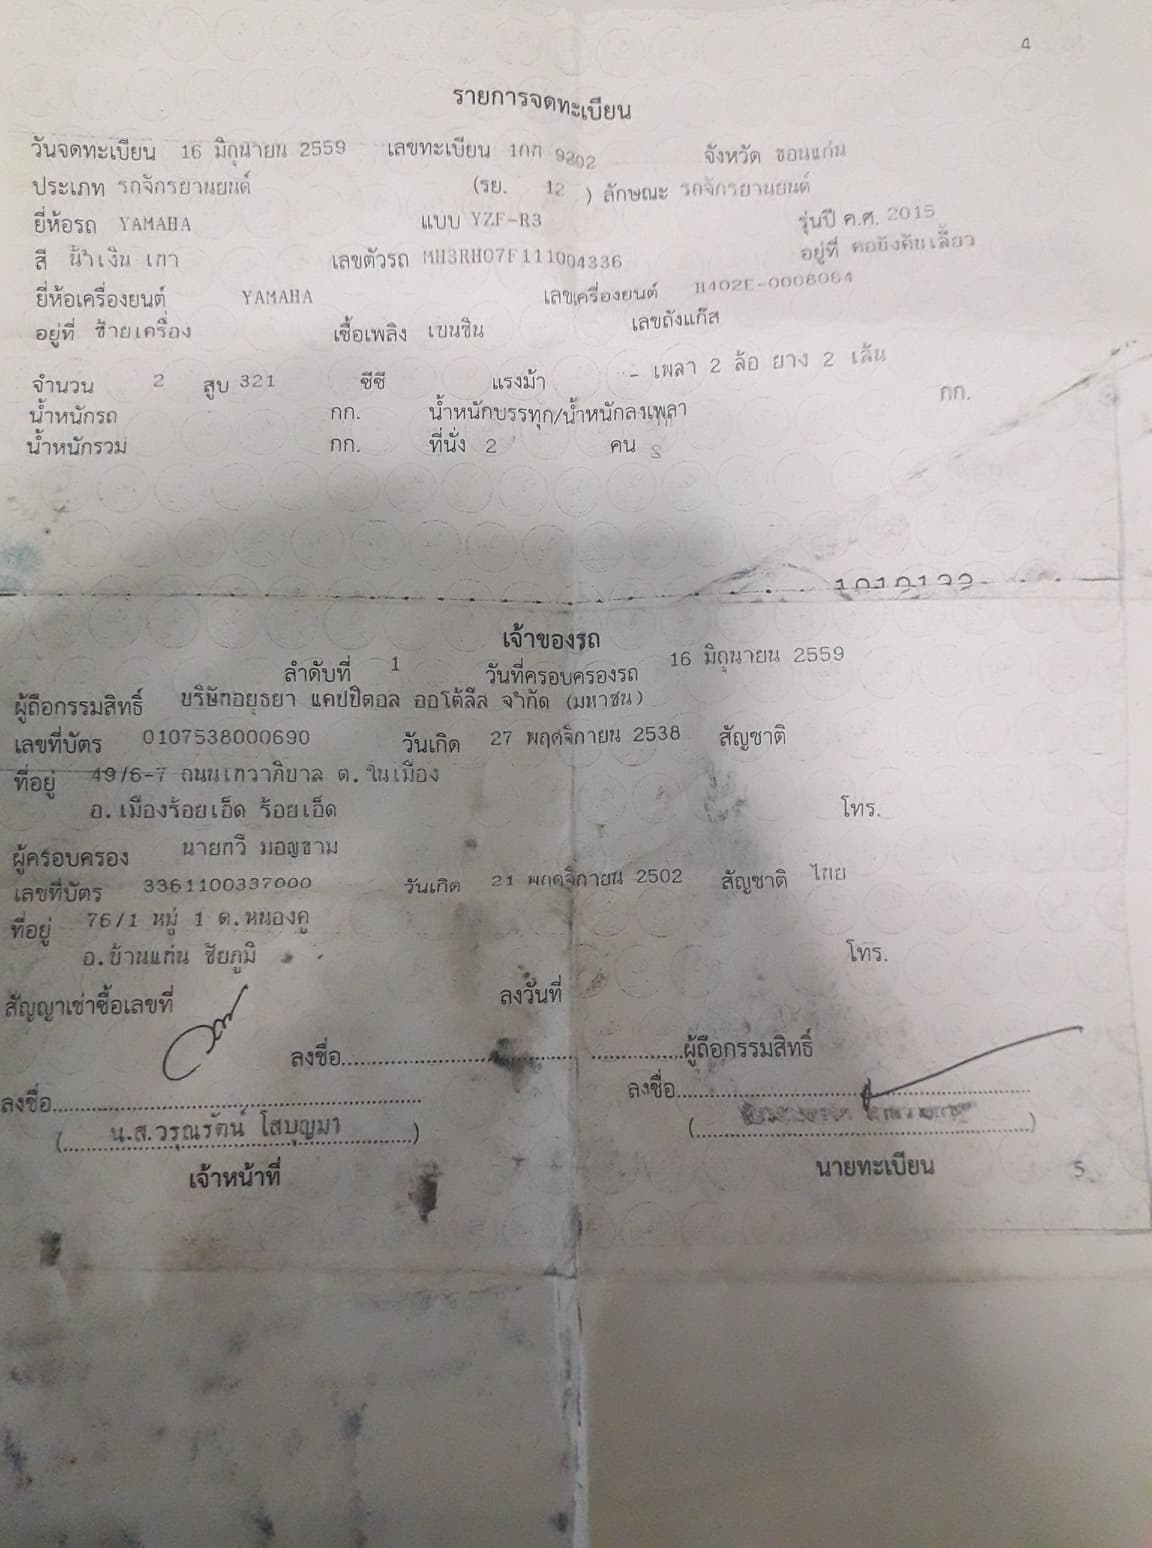 4
รายการจดทะเบียน
วันจดทะเบียน 16 มิถุนายน 2559 เลขทะเบียน 1กก 9202 จังหวัด ขอนแก่น
ประเภท รถจักรยานยนต์ (รย. 12 ) ลักษณะ รถจักรยานยนต์
ยี่ห้อรถ YAMAHA แบบ YZF-R3 รุ่นปี ค.ศ. 2015
สี น้ำเงิน เทา เลขตัวรถ MH3RH07F111004336 อยู่ที่ คอบังคับเลี้ยว
ยี่ห้อเครื่องยนต์ YAMAHA เลขเครื่องยนต์ H402E-0008064
อยู่ที่ ซ้ายเครื่อง เชื้อเพลิง เบนซิน เลขถังแก๊ส
จำนวน 2 สูบ 321 ซีซี แรงม้า - เพลา 2 ล้อ ยาง 2 เส้น
น้ำหนักรถ กก. น้ำหนักบรรทุก/น้ำหนักลงเพลา กก.
น้ำหนักรวม กก. ที่นั่ง 2 คน
เจ้าของรถ
ลำดับที่ 1 วันที่ครอบครองรถ 16 มิถุนายน 2559
ผู้ถือกรรมสิทธิ์ บริษัทอยุธยา แคปปิตอล ออโต้ลีส จำกัด (มหาชน)
เลขที่บัตร 0107538000690 วันเกิด 27 พฤศจิกายน 2538 สัญชาติ
ที่อยู่ 49/6-7 ถนนเทวาภิบาล ต.ในเมือง
อ.เมืองร้อยเอ็ด ร้อยเอ็ด โทร.
ผู้ครอบครอง นายทวี มอญขาม
เลขที่บัตร 3361100337000 วันเกิด 21 พฤศจิกายน 2502 สัญชาติ ไทย
ที่อยู่ 76/1 หมู่ 1 ต.หนองคู
อ.บ้านแท่น ชัยภูมิ โทร.
สัญญาเช่าซื้อเลขที่ ลงวันที่
ลงชื่อ ผู้ถือกรรมสิทธิ์
ลงชื่อ ลงชื่อ
(น.ส.วรุณรัตน์ โสบุญมา) ( )
เจ้าหน้าที่ นายทะเบียน 5